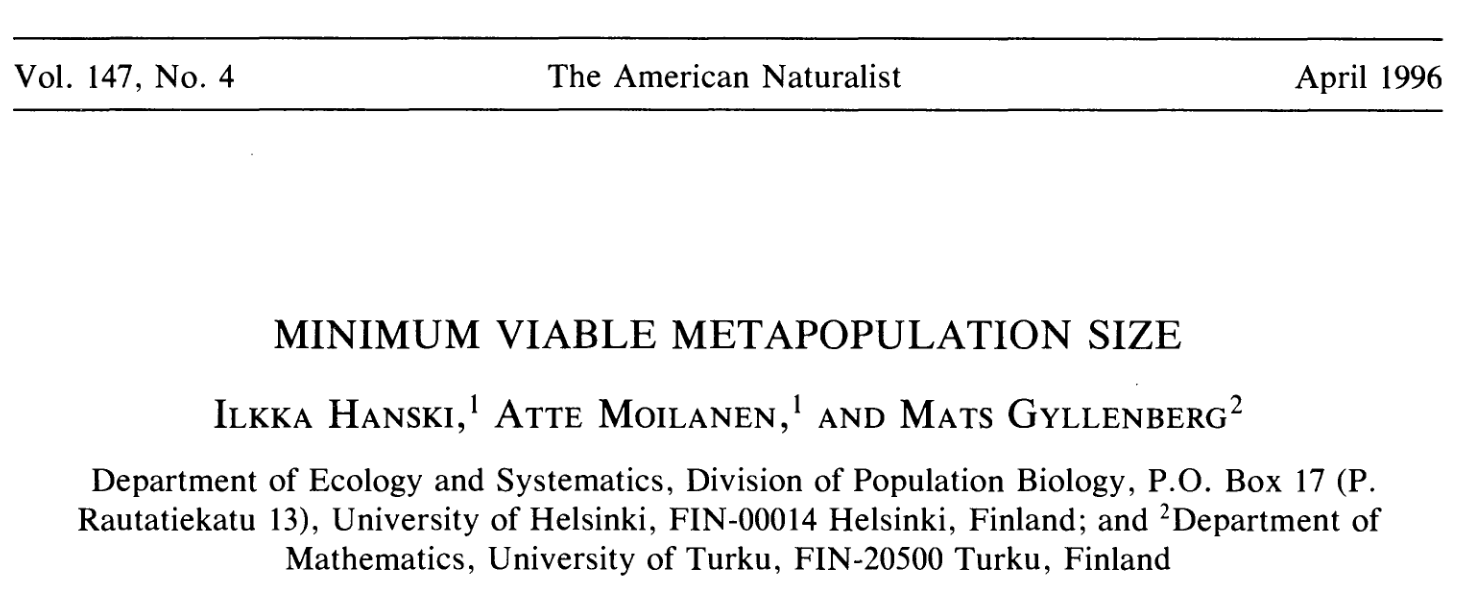 Vol. 147, No. 4 The American Naturalist April 1996
MINIMUM VIABLE METAPOPULATION SIZE
ILKKA HANSKI,¹ ATTE MOILANEN,¹ AND MATS GYLLENBERG²
Department of Ecology and Systematics, Division of Population Biology, P.O. Box 17 (P.
Rautatiekatu 13), University of Helsinki, FIN-00014 Helsinki, Finland; and ²Department of
Mathematics, University of Turku, FIN-20500 Turku, Finland